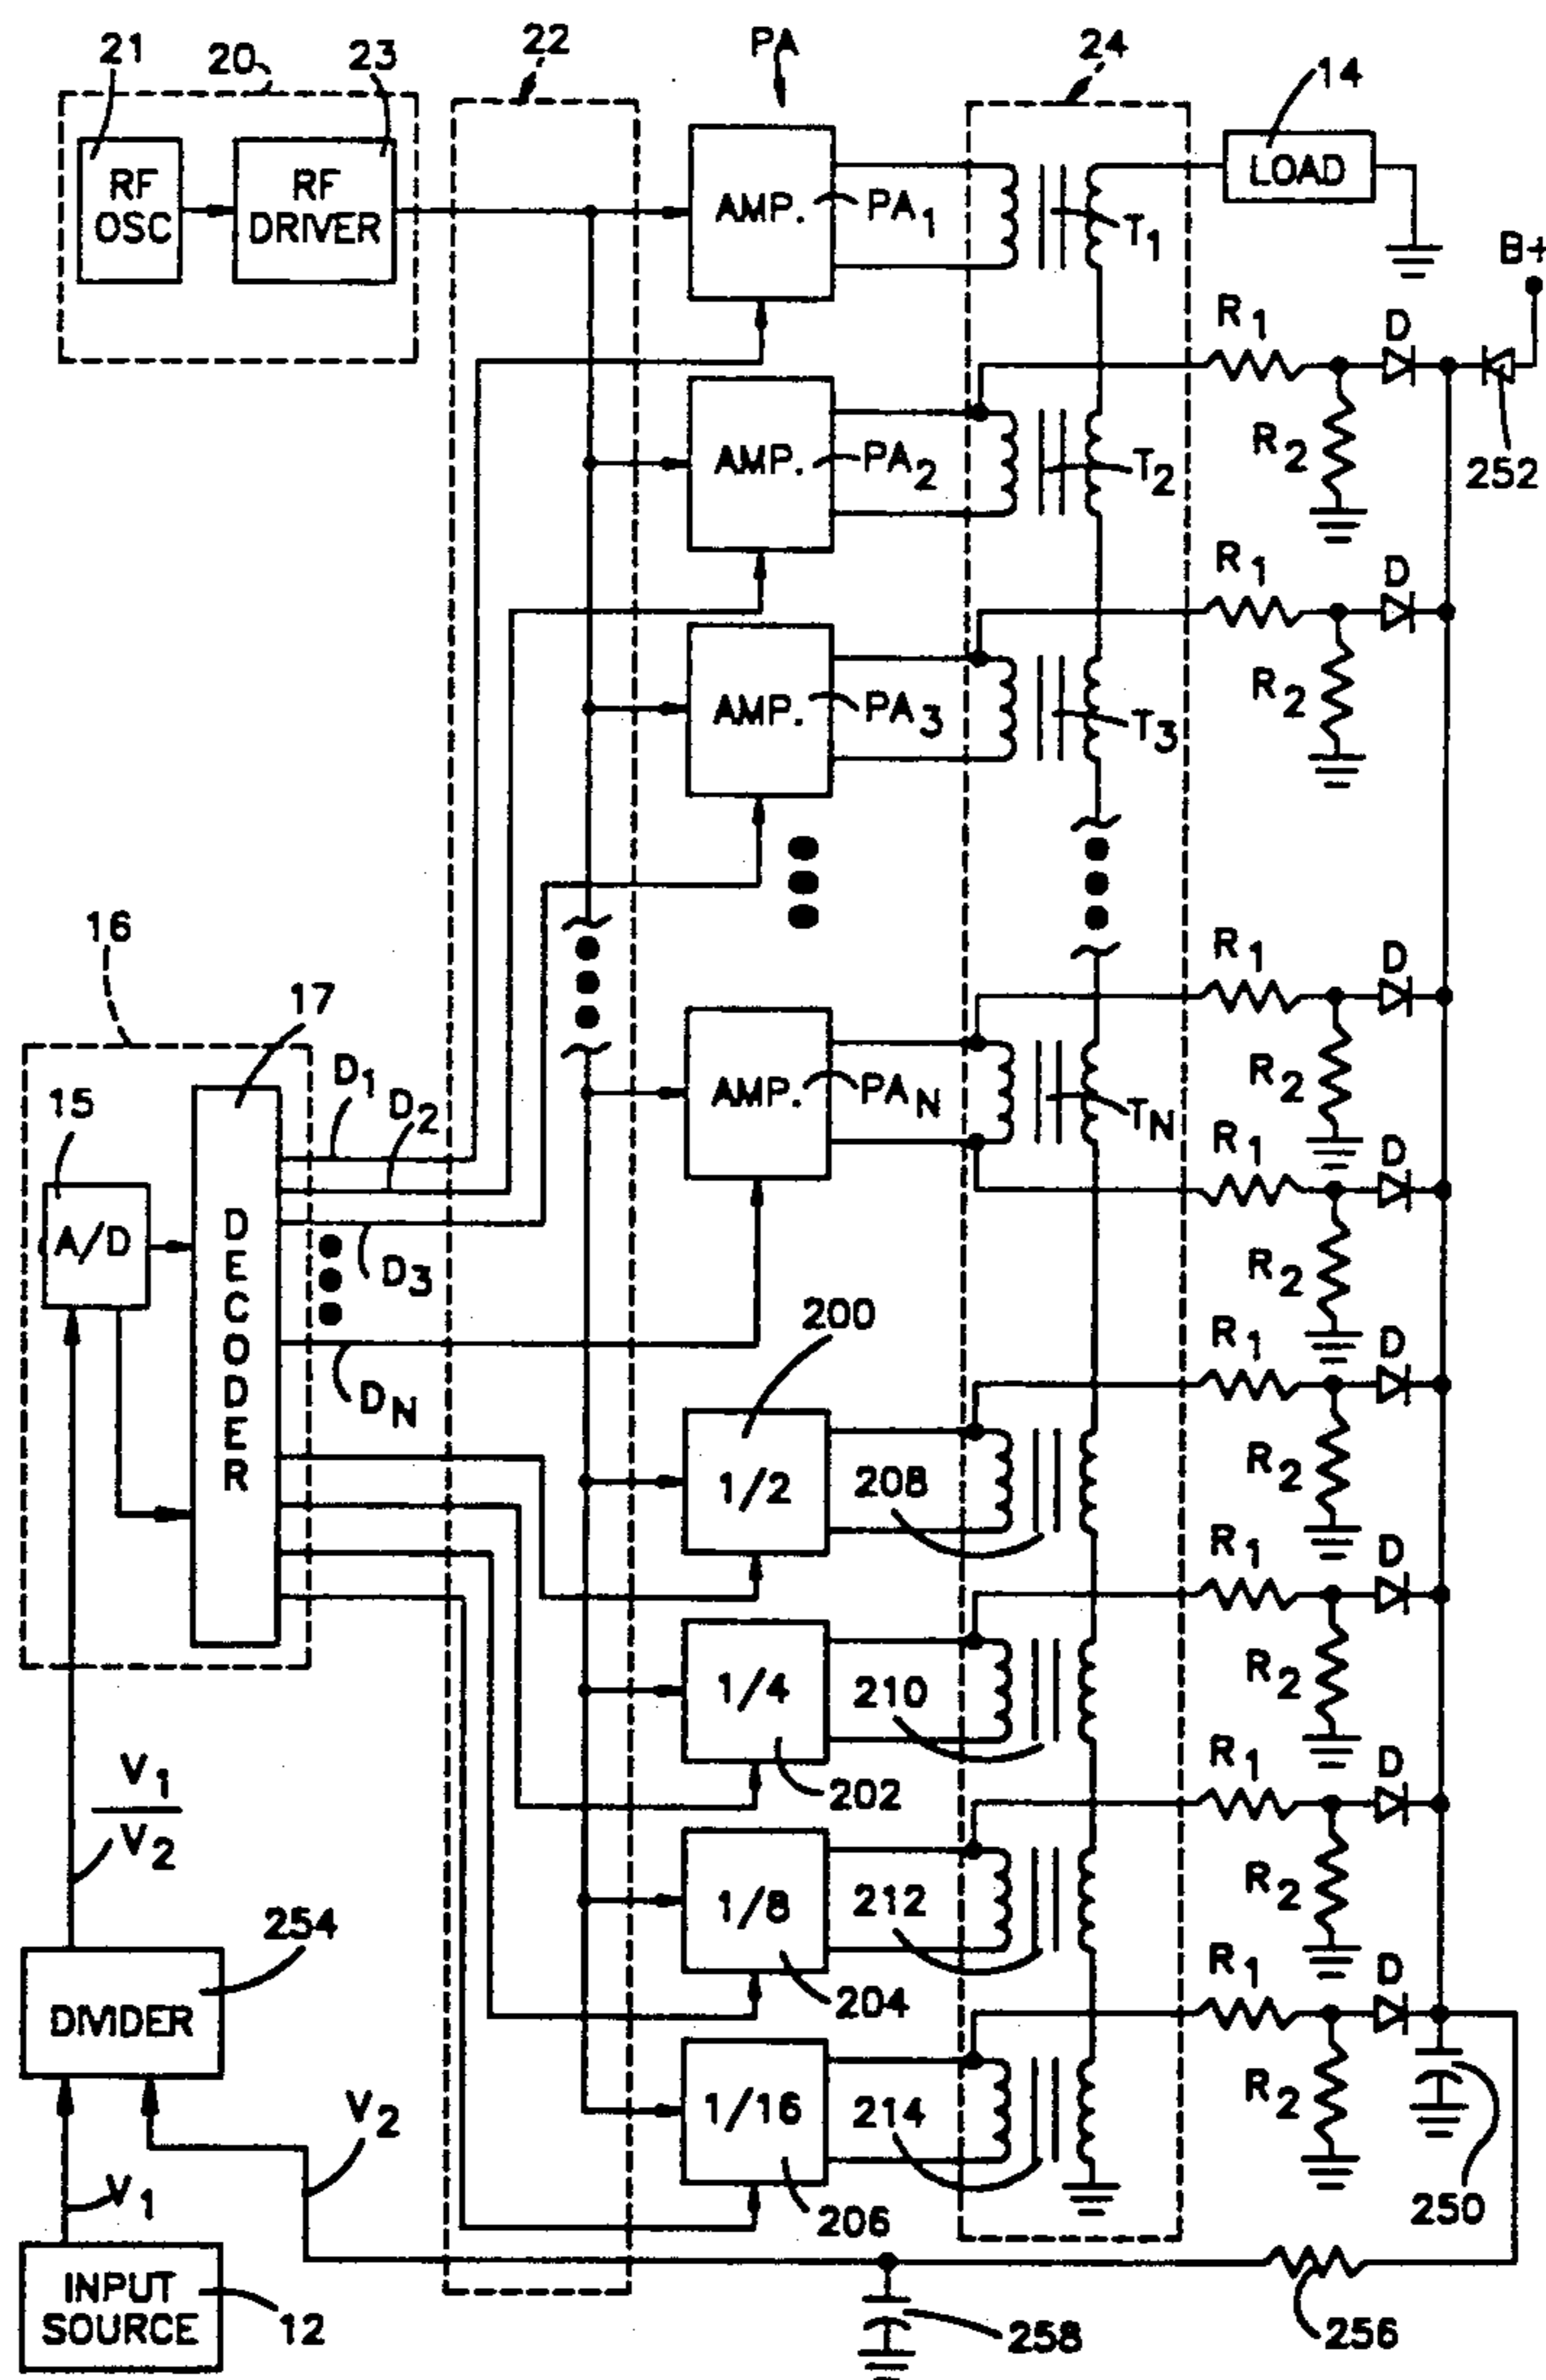 21
20
23
22
PA
24
14
RF
OSC
RF
DRIVER
AMP.
PA1
T1
LOAD
B+
R1
D
R2
252
AMP.
PA2
T2
R1
D
R2
AMP.
PA3
T3
16
17
R1
D
R2
15
D1
D2
AMP.
PAN
TN
R1
D
R2
A/D
DECODER
D3
DN
200
R1
D
R2
1/2
208
R1
D
R2
1/4
210
202
V1
V2
R1
D
R2
1/8
212
204
254
DIVIDER
R1
D
R2
1/16
214
206
250
V2
V1
INPUT
SOURCE
12
258
256